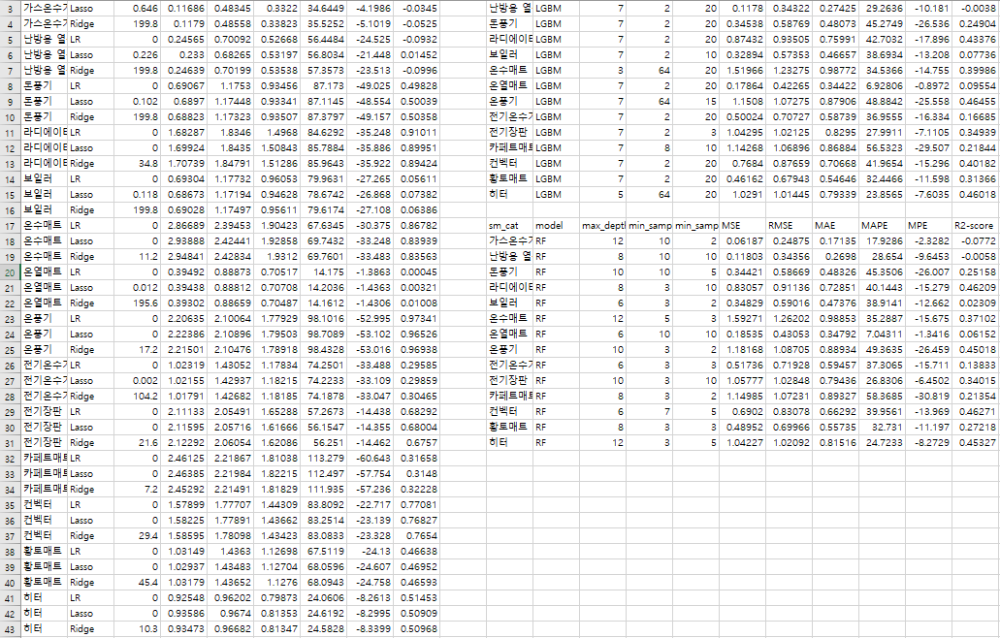 3 가스온수기 Lasso 0.646 0.11686 0.48345 0.3322 34.6449 -4.1986 -0.0345 난방용 열 LGBM 7 2 20 0.1178 0.34322 0.27425 29.2636 -10.181 -0.0038
4 가스온수기 Ridge 199.8 0.1179 0.48558 0.33823 35.5252 -5.1019 -0.0525 돈풍기 LGBM 7 2 20 0.34538 0.58769 0.48073 45.2749 -26.536 0.24904
5 난방용 열 LR 0 0.24565 0.70092 0.52668 56.4484 -24.525 -0.0932 라디에이터 LGBM 7 2 20 0.87432 0.93505 0.75991 42.7032 -17.896 0.43376
6 난방용 열 Lasso 0.226 0.233 0.68265 0.53197 56.8034 -21.448 0.01452 보일러 LGBM 7 2 10 0.32894 0.57353 0.46657 38.6934 -13.208 0.07736
7 난방용 열 Ridge 199.8 0.24639 0.70199 0.53538 57.3573 -23.513 -0.0996 온수매트 LGBM 3 64 20 1.51966 1.23275 0.98772 34.5366 -14.755 0.39986
8 돈풍기 LR 0 0.69067 1.1753 0.93456 87.173 -49.025 0.49828 온열매트 LGBM 7 2 20 0.17864 0.42265 0.34422 6.92806 -0.8972 0.09554
9 돈풍기 Lasso 0.102 0.6897 1.17448 0.93341 87.1145 -48.554 0.50039 온풍기 LGBM 7 64 15 1.1508 1.07275 0.87906 48.8842 -25.558 0.46455
10 돈풍기 Ridge 199.8 0.68823 1.17323 0.93507 87.3797 -49.157 0.50358 전기온수기 LGBM 7 2 20 0.50024 0.70727 0.58739 36.9555 -16.334 0.16685
11 라디에이터 LR 0 1.68287 1.8346 1.4968 84.6292 -35.248 0.91011 전기장판 LGBM 7 2 3 1.04295 1.02125 0.8295 27.9911 -7.1105 0.34939
12 라디에이터 Lasso 0 1.69924 1.8435 1.50843 85.7884 -35.886 0.89951 카페트매트 LGBM 7 8 10 1.14268 1.06896 0.86884 56.5323 -29.507 0.21844
13 라디에이터 Ridge 34.8 1.70739 1.84791 1.51286 85.9643 -35.922 0.89424 컨벡터 LGBM 7 2 20 0.7684 0.87659 0.70668 41.9654 -15.296 0.40182
14 보일러 LR 0 0.69304 1.17732 0.96053 79.9631 -27.265 0.05611 황토매트 LGBM 7 2 20 0.46162 0.67943 0.54646 32.4466 -11.598 0.31366
15 보일러 Lasso 0.118 0.68673 1.17194 0.94628 78.6742 -26.868 0.07382 히터 LGBM 5 64 20 1.0291 1.01445 0.79339 23.8565 -7.6035 0.46018
16 보일러 Ridge 199.8 0.69028 1.17497 0.95611 79.6174 -27.108 0.06386
17 온수매트 LR 0 2.86689 2.39453 1.90423 67.6345 -30.375 0.86782 sm_cat model max_dept min_samp min_samp MSE RMSE MAE MAPE MPE R2-score
18 온수매트 Lasso 0 2.93888 2.42441 1.92858 69.7432 -33.248 0.83939 가스온수기 RF 12 10 2 0.06187 0.24875 0.17135 17.9286 -2.3282 -0.0772
19 온수매트 Ridge 11.2 2.94841 2.42834 1.9312 69.7601 -33.483 0.83563 난방용 열 RF 8 10 10 0.11803 0.34356 0.2698 28.654 -9.6453 -0.0058
20 온열매트 LR 0 0.39492 0.88873 0.70517 14.175 -1.3863 0.00045 돈풍기 RF 10 10 5 0.34421 0.58669 0.48326 45.3506 -26.007 0.25158
21 온열매트 Lasso 0.012 0.39438 0.88812 0.70708 14.2036 -1.4363 0.00321 라디에이터 RF 8 3 10 0.83057 0.91136 0.72851 40.1443 -15.279 0.46209
22 온열매트 Ridge 195.6 0.39302 0.88659 0.70487 14.1612 -1.4306 0.01008 보일러 RF 6 3 2 0.34829 0.59016 0.47376 38.9141 -12.662 0.02309
23 온풍기 LR 0 2.20635 2.10064 1.77929 98.1016 -52.995 0.97341 온수매트 RF 12 5 3 1.59271 1.26202 0.98853 35.2887 -15.675 0.37102
24 온풍기 Lasso 0 2.22386 2.10896 1.79503 98.7089 -53.102 0.96526 온열매트 RF 6 10 10 0.18535 0.43053 0.34792 7.04311 -1.3416 0.06152
25 온풍기 Ridge 17.2 2.21501 2.10476 1.78918 98.4328 -53.016 0.96938 온풍기 RF 10 3 2 1.18168 1.08705 0.88934 49.3635 -26.459 0.45018
26 전기온수기 LR 0 1.02319 1.43052 1.17834 74.2501 -33.488 0.29585 전기온수기 RF 6 3 3 0.51736 0.71928 0.59457 37.3065 -15.711 0.13833
27 전기온수기 Lasso 0.002 1.02155 1.42937 1.18215 74.2233 -33.109 0.29859 전기장판 RF 10 3 10 1.05777 1.02848 0.79436 26.8306 -6.4502 0.34015
28 전기온수기 Ridge 104.2 1.01791 1.42682 1.18185 74.1878 -33.047 0.30465 카페트매트 RF 8 3 2 1.14985 1.07231 0.89327 58.3685 -30.819 0.21354
29 전기장판 LR 0 2.11133 2.05491 1.65288 57.2673 -14.438 0.68292 컨벡터 RF 6 7 5 0.6902 0.83078 0.66292 39.9561 -13.969 0.46271
30 전기장판 Lasso 0 2.11595 2.05716 1.61666 56.1547 -14.355 0.68004 황토매트 RF 8 3 3 0.48952 0.69966 0.55735 32.731 -11.197 0.27218
31 전기장판 Ridge 21.6 2.12292 2.06054 1.62086 56.251 -14.462 0.6757 히터 RF 12 3 5 1.04227 1.02092 0.81516 24.7233 -8.2729 0.45327
32 카페트매트 LR 0 2.46125 2.21867 1.81038 113.279 -60.643 0.31658
33 카페트매트 Lasso 0 2.46385 2.21984 1.82215 112.497 -57.754 0.3148
34 카페트매트 Ridge 7.2 2.45292 2.21491 1.81829 111.935 -57.236 0.32228
35 컨벡터 LR 0 1.57899 1.77707 1.44309 83.8092 -22.717 0.77081
36 컨벡터 Lasso 0 1.58225 1.77891 1.43662 83.2514 -23.139 0.76827
37 컨벡터 Ridge 29.4 1.58595 1.78098 1.43423 83.0833 -23.328 0.7654
38 황토매트 LR 0 1.03149 1.4363 1.12698 67.5119 -24.13 0.46638
39 황토매트 Lasso 0 1.02937 1.43483 1.12704 68.0596 -24.607 0.46952
40 황토매트 Ridge 45.4 1.03179 1.43652 1.1276 68.0943 -24.758 0.46593
41 히터 LR 0 0.92548 0.96202 0.79873 24.0606 -8.2613 0.51453
42 히터 Lasso 0 0.93586 0.9674 0.81353 24.6192 -8.2995 0.50909
43 히터 Ridge 10.3 0.93473 0.96682 0.81347 24.5828 -8.3399 0.50968